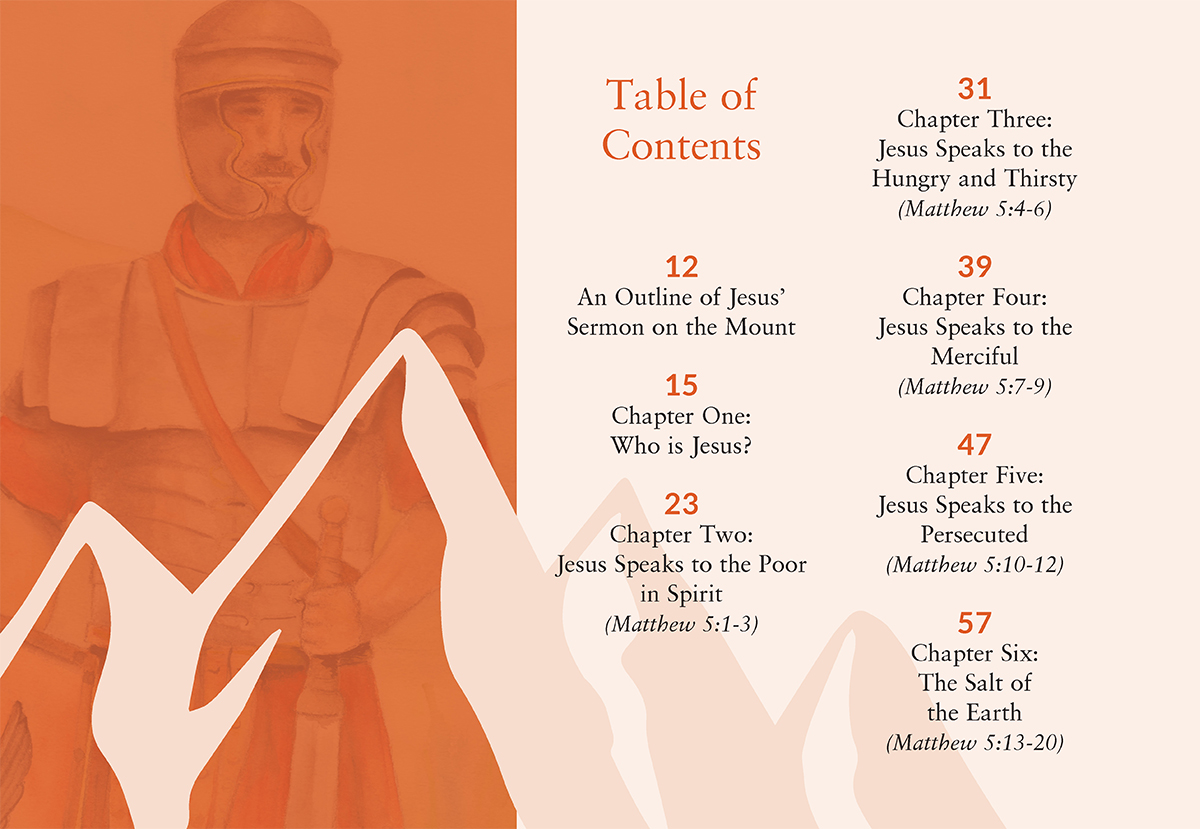 Table of
Contents
12
An Outline of Jesus’
Sermon on the Mount
15
Chapter One:
Who is Jesus?
23
Chapter Two:
Jesus Speaks to the Poor
in Spirit
(Matthew 5:1-3)
31
Chapter Three:
Jesus Speaks to the
Hungry and Thirsty
(Matthew 5:4-6)
39
Chapter Four:
Jesus Speaks to the
Merciful
(Matthew 5:7-9)
47
Chapter Five:
Jesus Speaks to the
Persecuted
(Matthew 5:10-12)
57
Chapter Six:
The Salt of
the Earth
(Matthew 5:13-20)